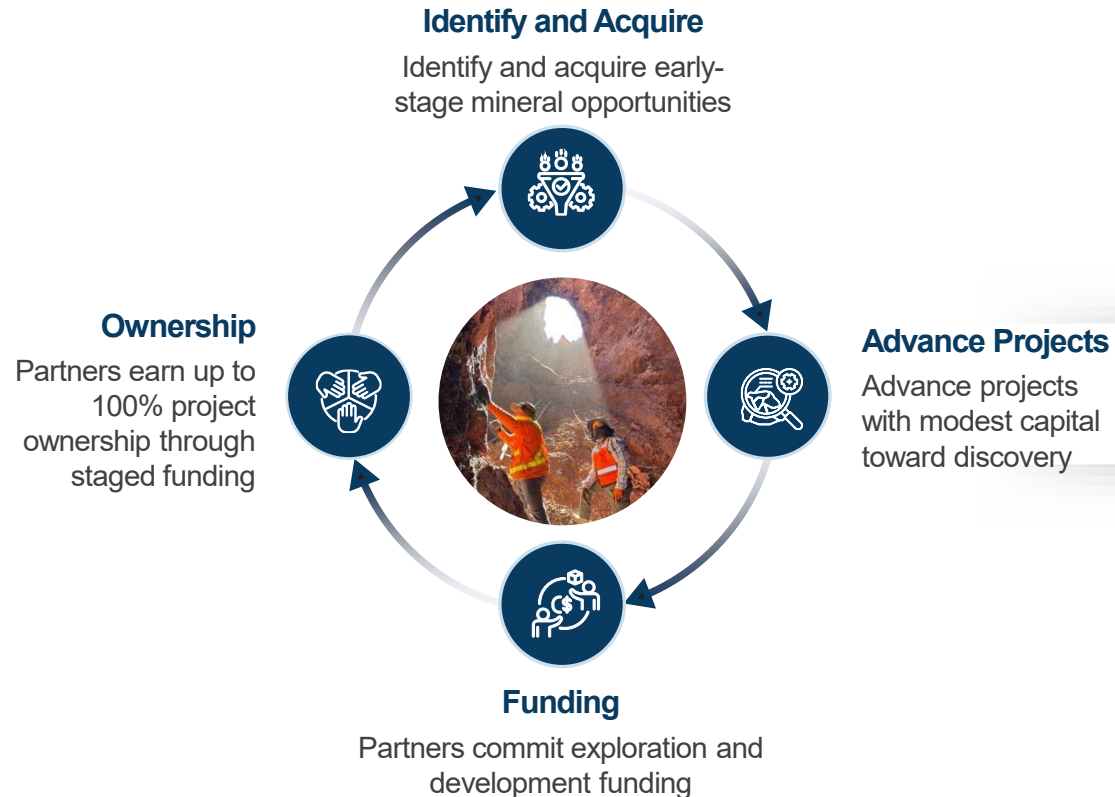 Identify and Acquire
Identify and acquire early-
stage mineral opportunities
Ownership
Partners earn up to
100% project
ownership through
staged funding
Advance Projects
Advance projects
with modest capital
toward discovery
C$
Funding
Partners commit exploration and
development funding